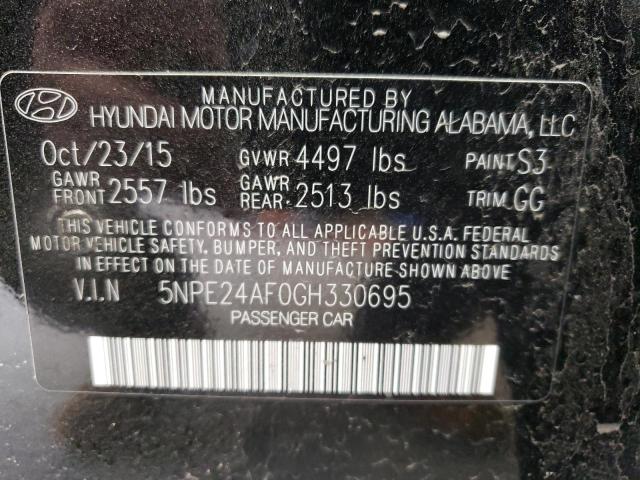 MANUFACTURED BY
HYUNDAI MOTOR MANUFACTURING ALABAMA, LLC
Oct/23/15 GVWR 4497 lbs PAINT S3
GAWR FRONT 2557 lbs GAWR REAR 2513 lbs TRIM GG
THIS VEHICLE CONFORMS TO ALL APPLICABLE U.S.A. FEDERAL
MOTOR VEHICLE SAFETY, BUMPER, AND THEFT PREVENTION STANDARDS
IN EFFECT ON THE DATE OF MANUFACTURE SHOWN ABOVE.
V.I.N 5NPE24AF0GH330695
PASSENGER CAR